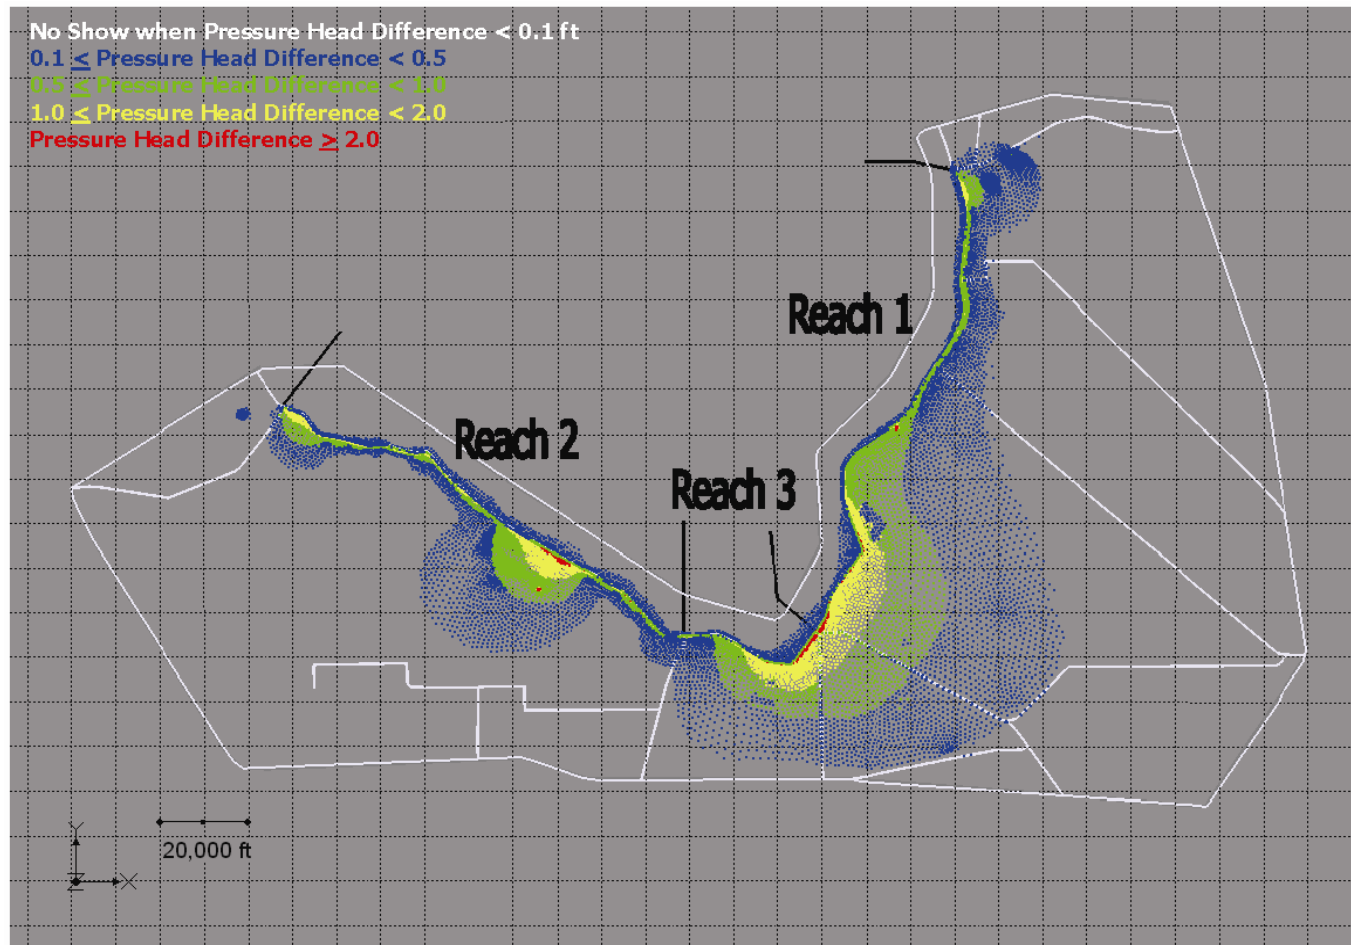 No Show when Pressure Head Difference < 0.1 ft
0.1 ≤ Pressure Head Difference < 0.5
0.5 ≤ Pressure Head Difference < 1.0
1.0 ≤ Pressure Head Difference < 2.0
Pressure Head Difference ≥ 2.0
Reach 1
Reach 2
Reach 3
Y
20,000 ft
Z
X